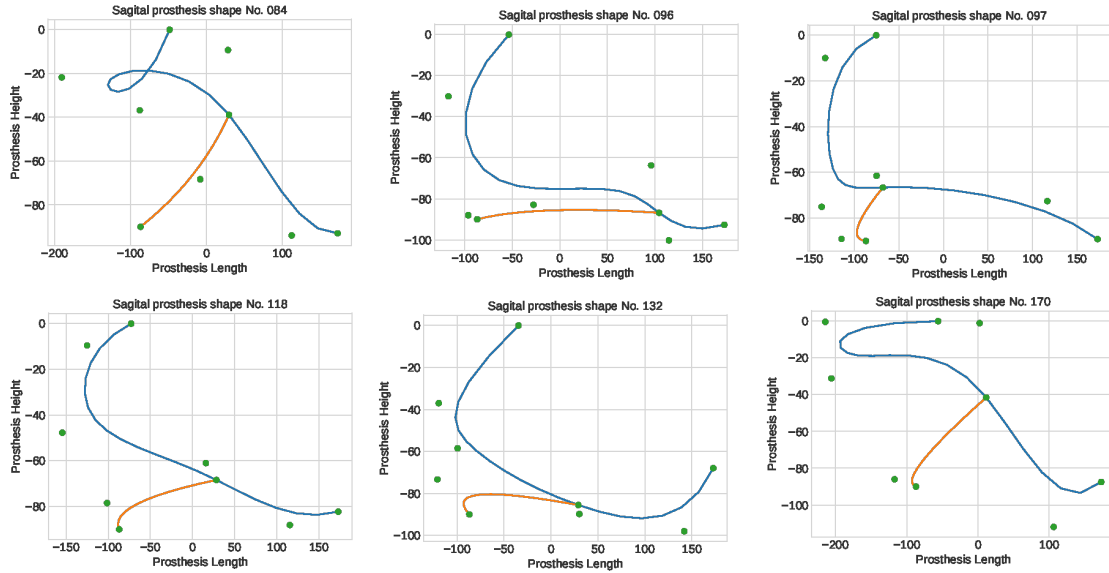 Sagital prosthesis shape No. 084
Prosthesis Height
0
−20
−40
−60
−80
−200 −100 0 100
Prosthesis Length
Sagital prosthesis shape No. 096
Prosthesis Height
0
−20
−40
−60
−80
−100
−100 −50 0 50 100 150
Prosthesis Length
Sagital prosthesis shape No. 097
Prosthesis Height
0
−20
−40
−60
−80
−150 −100 −50 0 50 100 150
Prosthesis Length
Sagital prosthesis shape No. 118
Prosthesis Height
0
−20
−40
−60
−80
−150 −100 −50 0 50 100 150
Prosthesis Length
Sagital prosthesis shape No. 132
Prosthesis Height
0
−20
−40
−60
−80
−100
−100 −50 0 50 100 150
Prosthesis Length
Sagital prosthesis shape No. 170
Prosthesis Height
0
−20
−40
−60
−80
−100
−200 −100 0 100
Prosthesis Length